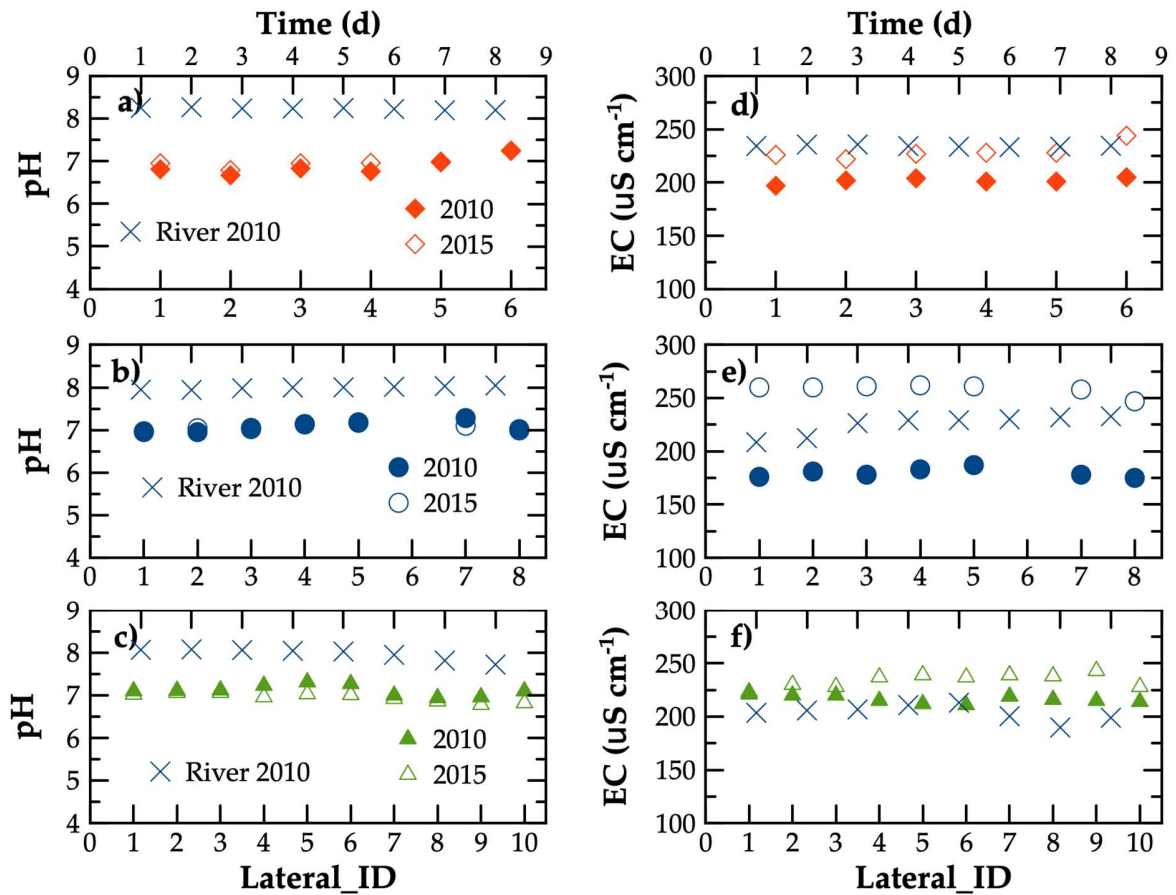 Time (d)
0 1 2 3 4 5 6 7 8 9
9
8
7
6
5
4
pH
a)
2010
River 2010
2015
0 1 2 3 4 5 6
9
8
7
6
5
4
pH
b)
2010
River 2010
2015
0 1 2 3 4 5 6 7 8
9
8
7
6
5
4
pH
c)
2010
River 2010
2015
0 1 2 3 4 5 6 7 8 9 10
Lateral_ID
Time (d)
0 1 2 3 4 5 6 7 8 9
300
250
200
150
100
EC (uS cm-1)
d)
0 1 2 3 4 5 6
300
250
200
150
100
EC (uS cm-1)
e)
0 1 2 3 4 5 6 7 8
300
250
200
150
100
EC (uS cm-1)
f)
0 1 2 3 4 5 6 7 8 9 10
Lateral_ID